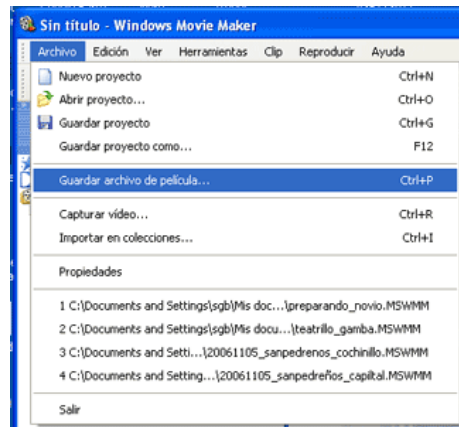 Sin título - Windows Movie Maker
Archivo Edición Ver Herramientas Clip Reproducir Ayuda
Nuevo proyecto Ctrl+N
Abrir proyecto... Ctrl+O
Guardar proyecto Ctrl+G
Guardar proyecto como... F12
Guardar archivo de película... Ctrl+P
Capturar vídeo... Ctrl+R
Importar en colecciones... Ctrl+I
Propiedades
1 C:\Documents and Settings\sgb\Mis doc...\preparando_novio.MSWMM
2 C:\Documents and Settings\sgb\Mis docu...\teatrillo_gamba.MSWMM
3 C:\Documents and Setti...\20061105_sanpedrenos_cochinillo.MSWMM
4 C:\Documents and Setting...\20061105_sanpedreños_capiltal.MSWMM
Salir